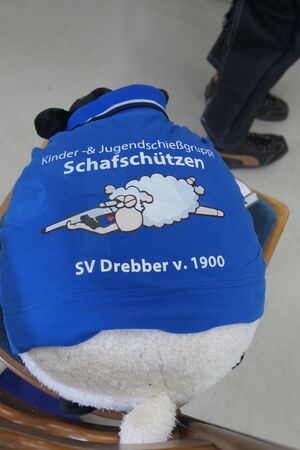 Kinder -& Jugendschießgruppe
Schafschützen
SV Drebber v. 1900